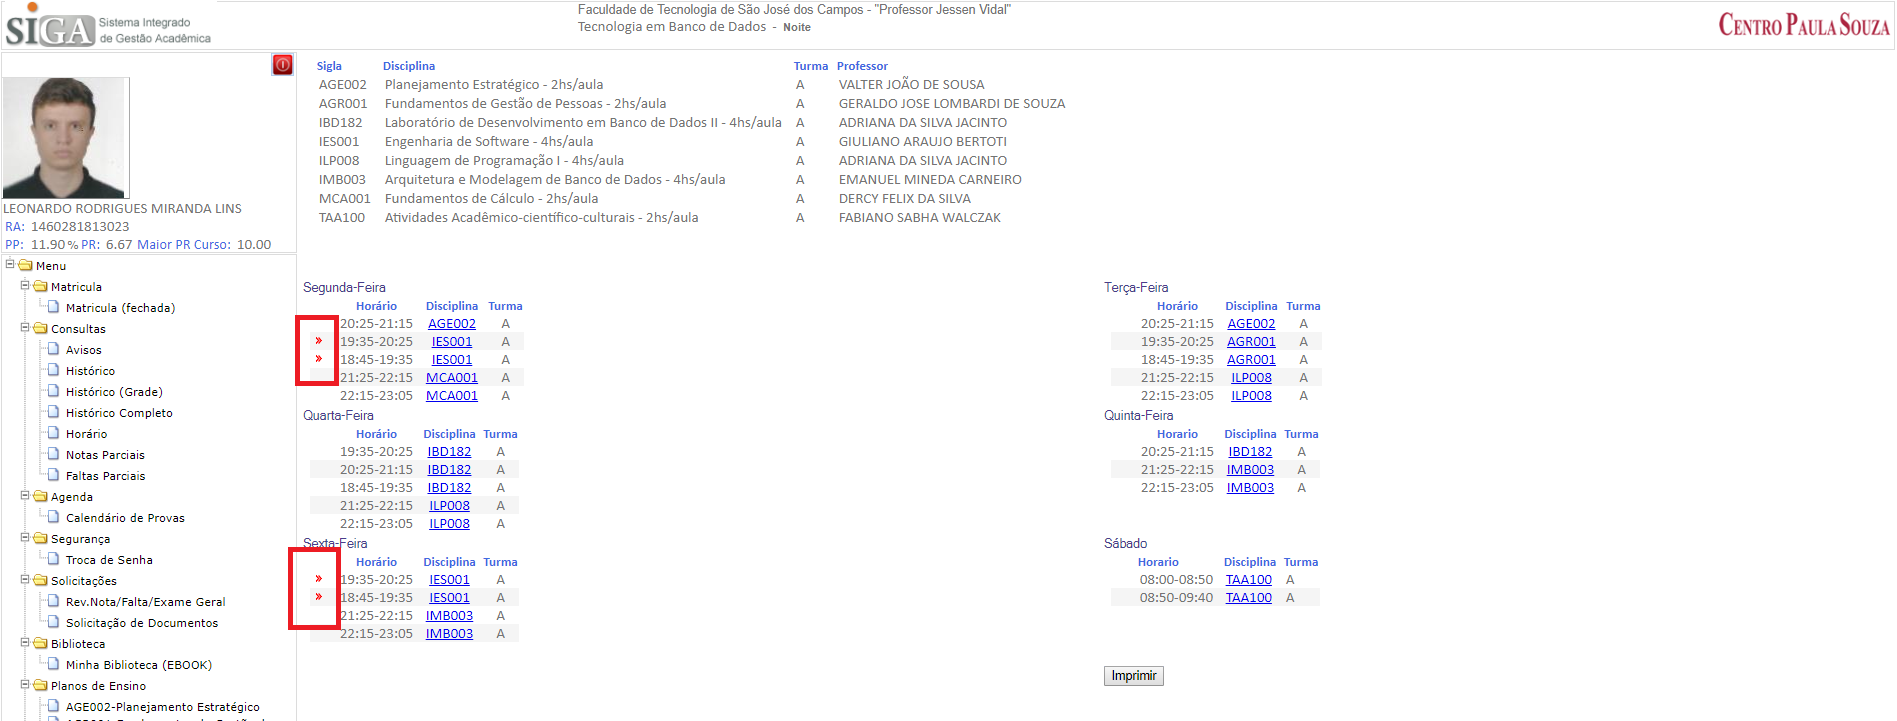 SIGA Sistema Integrado
de Gestão Acadêmica
Faculdade de Tecnologia de São José dos Campos - "Professor Jessen Vidal"
Tecnologia em Banco de Dados - Noite
CENTRO PAULA SOUZA
LEONARDO RODRIGUES MIRANDA LINS
RA: 1460281813023
PP: 11.90 % PR: 6.67 Maior PR Curso: 10.00
Menu
Matricula
Matricula (fechada)
Consultas
Avisos
Histórico
Histórico (Grade)
Histórico Completo
Horário
Notas Parciais
Faltas Parciais
Agenda
Calendário de Provas
Segurança
Troca de Senha
Solicitações
Rev.Nota/Falta/Exame Geral
Solicitação de Documentos
Biblioteca
Minha Biblioteca (EBOOK)
Planos de Ensino
AGE002-Planejamento Estratégico
Sigla Disciplina Turma Professor
AGE002 Planejamento Estratégico - 2hs/aula A VALTER JOÃO DE SOUSA
AGR001 Fundamentos de Gestão de Pessoas - 2hs/aula A GERALDO JOSE LOMBARDI DE SOUZA
IBD182 Laboratório de Desenvolvimento em Banco de Dados II - 4hs/aula A ADRIANA DA SILVA JACINTO
IES001 Engenharia de Software - 4hs/aula A GIULIANO ARAUJO BERTOTI
ILP008 Linguagem de Programação I - 4hs/aula A ADRIANA DA SILVA JACINTO
IMB003 Arquitetura e Modelagem de Banco de Dados - 4hs/aula A EMANUEL MINEDA CARNEIRO
MCA001 Fundamentos de Cálculo - 2hs/aula A DERCY FELIX DA SILVA
TAA100 Atividades Acadêmico-científico-culturais - 2hs/aula A FABIANO SABHA WALCZAK
Segunda-Feira
Horário Disciplina Turma
20:25-21:15 AGE002 A
» 19:35-20:25 IES001 A
» 18:45-19:35 IES001 A
21:25-22:15 MCA001 A
22:15-23:05 MCA001 A
Terça-Feira
Horário Disciplina Turma
20:25-21:15 AGE002 A
19:35-20:25 AGR001 A
18:45-19:35 AGR001 A
21:25-22:15 ILP008 A
22:15-23:05 ILP008 A
Quarta-Feira
Horário Disciplina Turma
19:35-20:25 IBD182 A
20:25-21:15 IBD182 A
18:45-19:35 IBD182 A
21:25-22:15 ILP008 A
22:15-23:05 ILP008 A
Quinta-Feira
Horario Disciplina Turma
20:25-21:15 IBD182 A
21:25-22:15 IMB003 A
22:15-23:05 IMB003 A
Sexta-Feira
Horário Disciplina Turma
» 19:35-20:25 IES001 A
» 18:45-19:35 IES001 A
21:25-22:15 IMB003 A
22:15-23:05 IMB003 A
Sábado
Horario Disciplina Turma
08:00-08:50 TAA100 A
08:50-09:40 TAA100 A
Imprimir